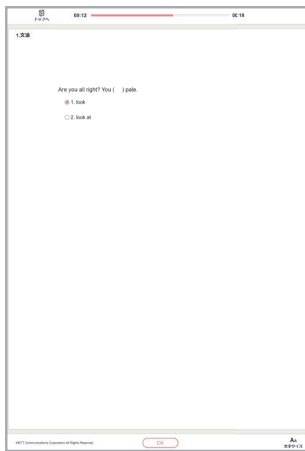 トップへ
00:12
00:18
1.文法
Are you all right? You ( ) pale.
1. look
2. look at
©NTT Communications Corporation All Rights Reserved.
OK
AA
文字サイズ